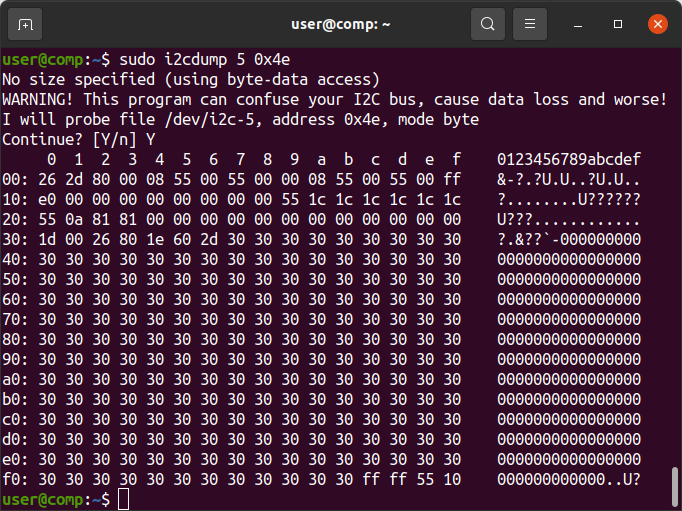 user@comp: ~
user@comp:~$ sudo i2cdump 5 0x4e
No size specified (using byte-data access)
WARNING! This program can confuse your I2C bus, cause data loss and worse!
I will probe file /dev/i2c-5, address 0x4e, mode byte
Continue? [Y/n] Y
     0  1  2  3  4  5  6  7  8  9  a  b  c  d  e  f    0123456789abcdef
00: 26 2d 80 00 08 55 00 55 00 00 08 55 00 55 00 ff    &-?.?U.U..?U.U..
10: e0 00 00 00 00 00 00 00 00 55 1c 1c 1c 1c 1c 1c    ?........U??????
20: 55 0a 81 81 00 00 00 00 00 00 00 00 00 00 00 00    U???............
30: 1d 00 26 80 1e 60 2d 30 30 30 30 30 30 30 30 30    ?.&??`-000000000
40: 30 30 30 30 30 30 30 30 30 30 30 30 30 30 30 30    0000000000000000
50: 30 30 30 30 30 30 30 30 30 30 30 30 30 30 30 30    0000000000000000
60: 30 30 30 30 30 30 30 30 30 30 30 30 30 30 30 30    0000000000000000
70: 30 30 30 30 30 30 30 30 30 30 30 30 30 30 30 30    0000000000000000
80: 30 30 30 30 30 30 30 30 30 30 30 30 30 30 30 30    0000000000000000
90: 30 30 30 30 30 30 30 30 30 30 30 30 30 30 30 30    0000000000000000
a0: 30 30 30 30 30 30 30 30 30 30 30 30 30 30 30 30    0000000000000000
b0: 30 30 30 30 30 30 30 30 30 30 30 30 30 30 30 30    0000000000000000
c0: 30 30 30 30 30 30 30 30 30 30 30 30 30 30 30 30    0000000000000000
d0: 30 30 30 30 30 30 30 30 30 30 30 30 30 30 30 30    0000000000000000
e0: 30 30 30 30 30 30 30 30 30 30 30 30 30 30 30 30    0000000000000000
f0: 30 30 30 30 30 30 30 30 30 30 30 30 ff ff 55 10    000000000000..U?
user@comp:~$